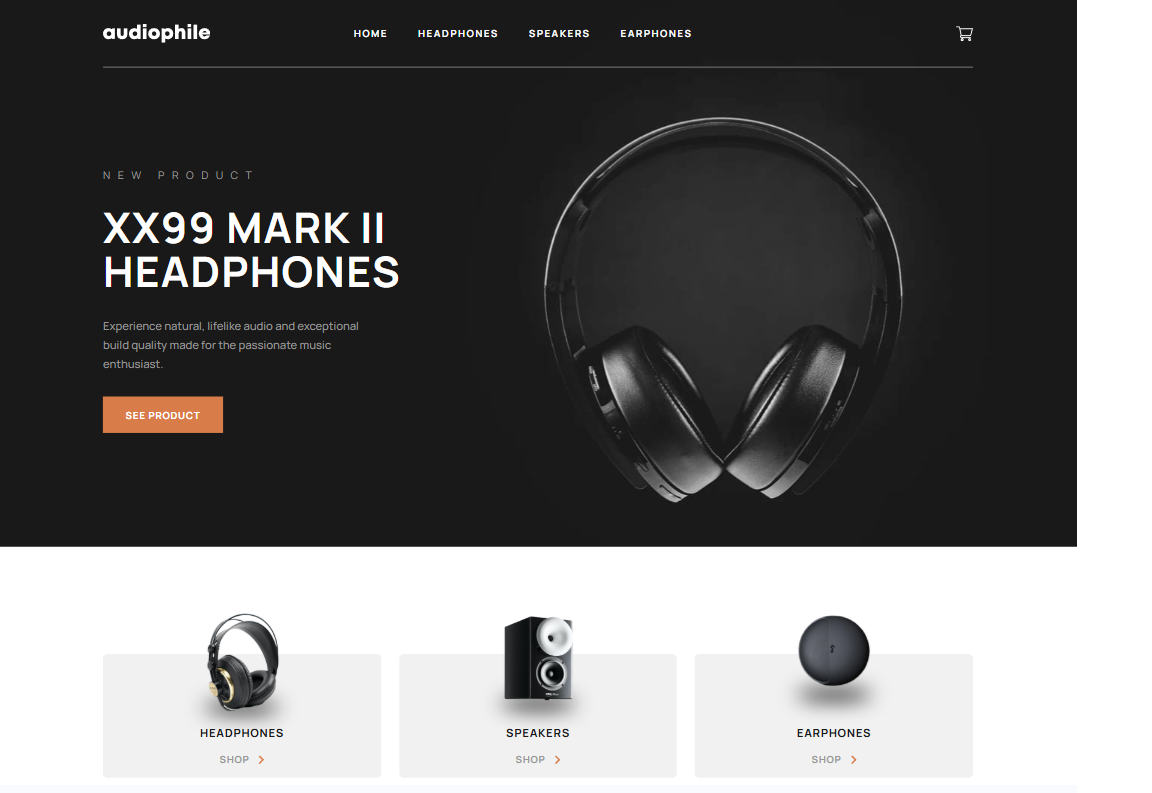 audiophile
HOME HEADPHONES SPEAKERS EARPHONES
NEW PRODUCT
XX99 MARK II
HEADPHONES
Experience natural, lifelike audio and exceptional
build quality made for the passionate music
enthusiast.
SEE PRODUCT
HEADPHONES
SHOP
SPEAKERS
SHOP
EARPHONES
SHOP